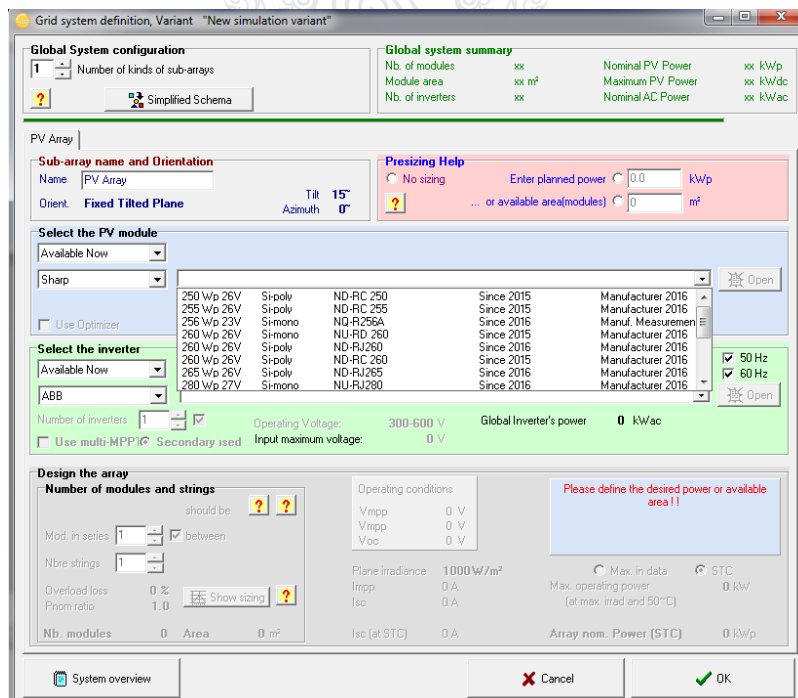 Grid system definition, Variant "New simulation variant"
Global System configuration
1 Number of kinds of sub-arrays
? Simplified Schema
Global system summary
Nb. of modules xx Nominal PV Power xx kWp
Module area xx m² Maximum PV Power xx kWdc
Nb. of inverters xx Nominal AC Power xx kWac
PV Array
Sub-array name and Orientation
Name PV Array
Orient. Fixed Tilted Plane
Tilt 15~
Azimuth 0~
Presizing Help
No sizing Enter planned power 0.0 kWp
? ... or available area(modules) 0 m²
Select the PV module
Available Now
Sharp Open
250 Wp 26V Si-poly ND-RC 250 Since 2015 Manufacturer 2016
255 Wp 26V Si-poly ND-RC 255 Since 2015 Manufacturer 2016
256 Wp 23V Si-mono NQ-R256A Since 2016 Manuf. Measuremen
260 Wp 26V Si-mono NU-RD 260 Since 2015 Manufacturer 2016
260 Wp 26V Si-poly ND-RJ260 Since 2016 Manufacturer 2016
260 Wp 26V Si-poly ND-RC 260 Since 2015 Manufacturer 2016
265 Wp 26V Si-poly ND-RJ265 Since 2016 Manufacturer 2016
280 Wp 27V Si-mono NU-RJ280 Since 2016 Manufacturer 2016
Use Optimizer
Select the inverter
Available Now 50 Hz
60 Hz
ABB Open
Number of inverters 1 Operating Voltage: 300-600 V Global Inverter's power 0 kWac
Use multi-MPPT Secondary ised Input maximum voltage: 0 V
Design the array
Number of modules and strings
should be ? ?
Mod. in series 1 between
Nbre strings 1
Overload loss 0 %
Pnom ratio 1.0 Show sizing ?
Nb. modules 0 Area 0 m²
Operating conditions
Vmpp 0 V
Vmpp 0 V
Voc 0 V
Plane irradiance 1000 W/m²
Impp 0 A
Isc 0 A
Isc (at STC) 0 A
Please define the desired power or available
area ! !
Max. in data STC
Max. operating power 0 kW
(at max. irrad and 50~C)
Array nom. Power (STC) 0 kWp
System overview Cancel OK